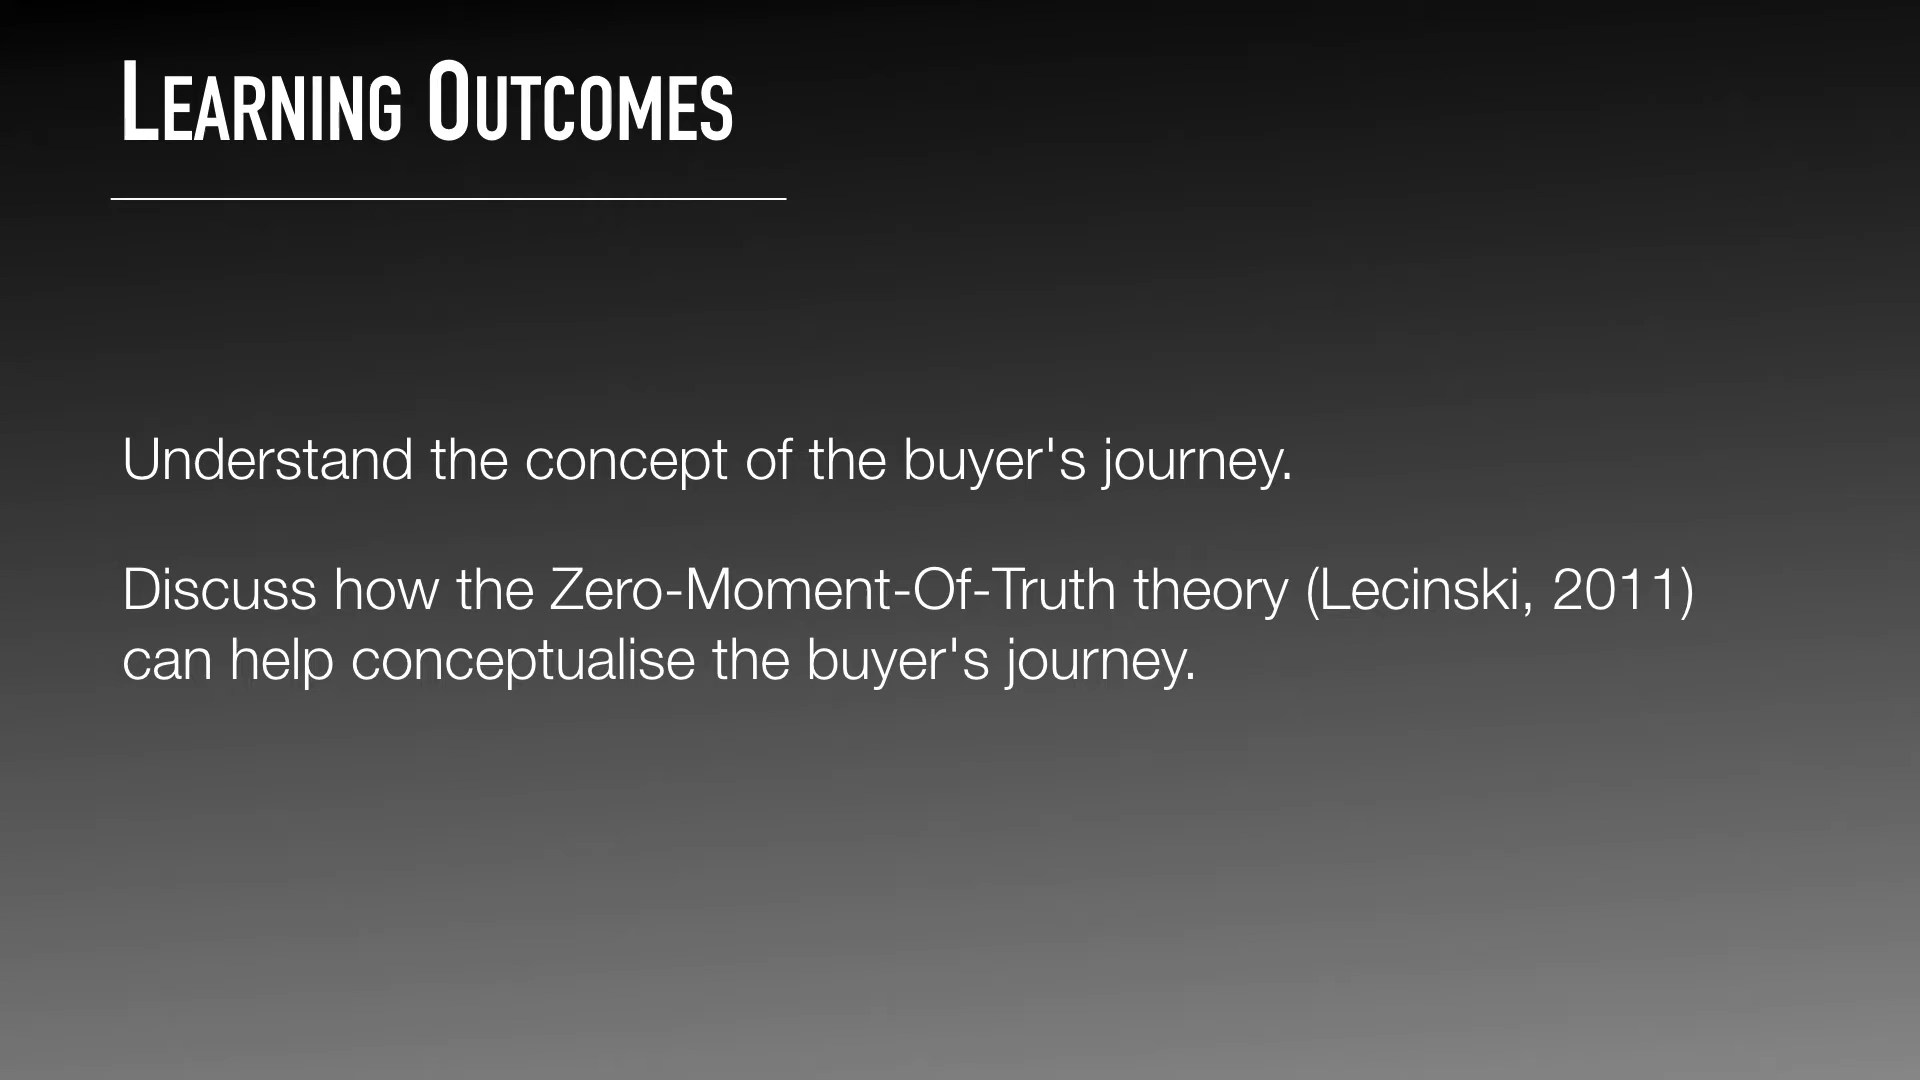 LEARNING OUTCOMES
Understand the concept of the buyer's journey.
Discuss how the Zero-Moment-Of-Truth theory (Lecinski, 2011)
can help conceptualise the buyer's journey.